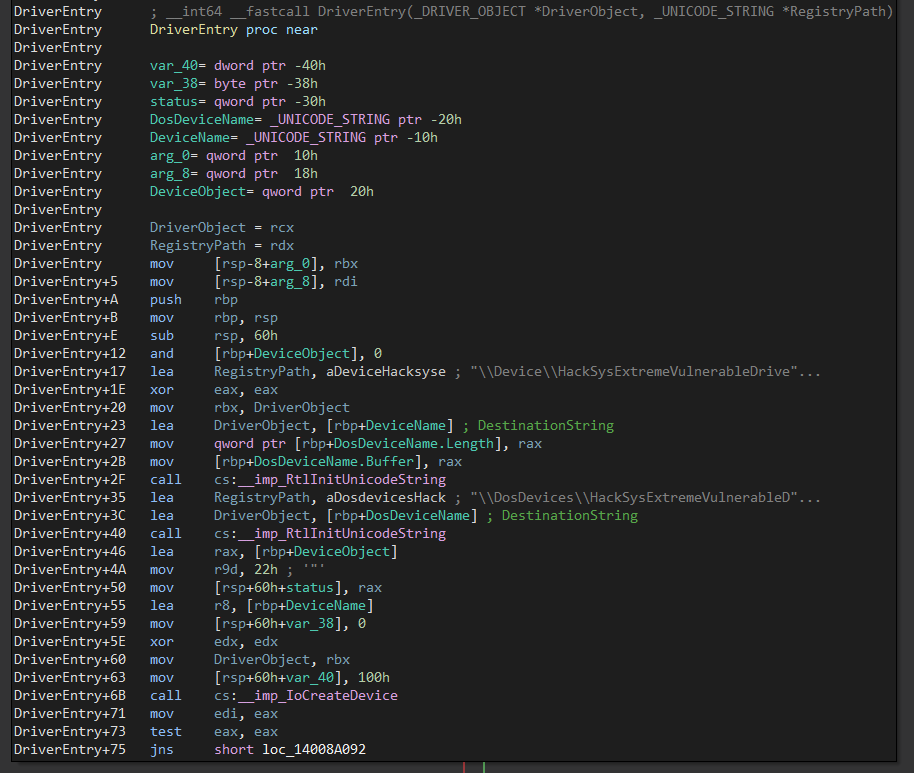 DriverEntry ; __int64 __fastcall DriverEntry(_DRIVER_OBJECT *DriverObject, _UNICODE_STRING *RegistryPath)
DriverEntry DriverEntry proc near
DriverEntry
DriverEntry var_40= dword ptr -40h
DriverEntry var_38= byte ptr -38h
DriverEntry status= qword ptr -30h
DriverEntry DosDeviceName= _UNICODE_STRING ptr -20h
DriverEntry DeviceName= _UNICODE_STRING ptr -10h
DriverEntry arg_0= qword ptr  10h
DriverEntry arg_8= qword ptr  18h
DriverEntry DeviceObject= qword ptr  20h
DriverEntry
DriverEntry DriverObject = rcx
DriverEntry RegistryPath = rdx
DriverEntry mov [rsp-8+arg_0], rbx
DriverEntry+5 mov [rsp-8+arg_8], rdi
DriverEntry+A push rbp
DriverEntry+B mov rbp, rsp
DriverEntry+E sub rsp, 60h
DriverEntry+12 and [rbp+DeviceObject], 0
DriverEntry+17 lea RegistryPath, aDeviceHacksyse ; "\\Device\\HackSysExtremeVulnerableDrive"...
DriverEntry+1E xor eax, eax
DriverEntry+20 mov rbx, DriverObject
DriverEntry+23 lea DriverObject, [rbp+DeviceName] ; DestinationString
DriverEntry+27 mov qword ptr [rbp+DosDeviceName.Length], rax
DriverEntry+2B mov [rbp+DosDeviceName.Buffer], rax
DriverEntry+2F call cs:__imp_RtlInitUnicodeString
DriverEntry+35 lea RegistryPath, aDosdevicesHack ; "\\DosDevices\\HackSysExtremeVulnerableD"...
DriverEntry+3C lea DriverObject, [rbp+DosDeviceName] ; DestinationString
DriverEntry+40 call cs:__imp_RtlInitUnicodeString
DriverEntry+46 lea rax, [rbp+DeviceObject]
DriverEntry+4A mov r9d, 22h ; '"'
DriverEntry+50 mov [rsp+60h+status], rax
DriverEntry+55 lea r8, [rbp+DeviceName]
DriverEntry+59 mov [rsp+60h+var_38], 0
DriverEntry+5E xor edx, edx
DriverEntry+60 mov DriverObject, rbx
DriverEntry+63 mov [rsp+60h+var_40], 100h
DriverEntry+6B call cs:__imp_IoCreateDevice
DriverEntry+71 mov edi, eax
DriverEntry+73 test eax, eax
DriverEntry+75 jns short loc_14008A092